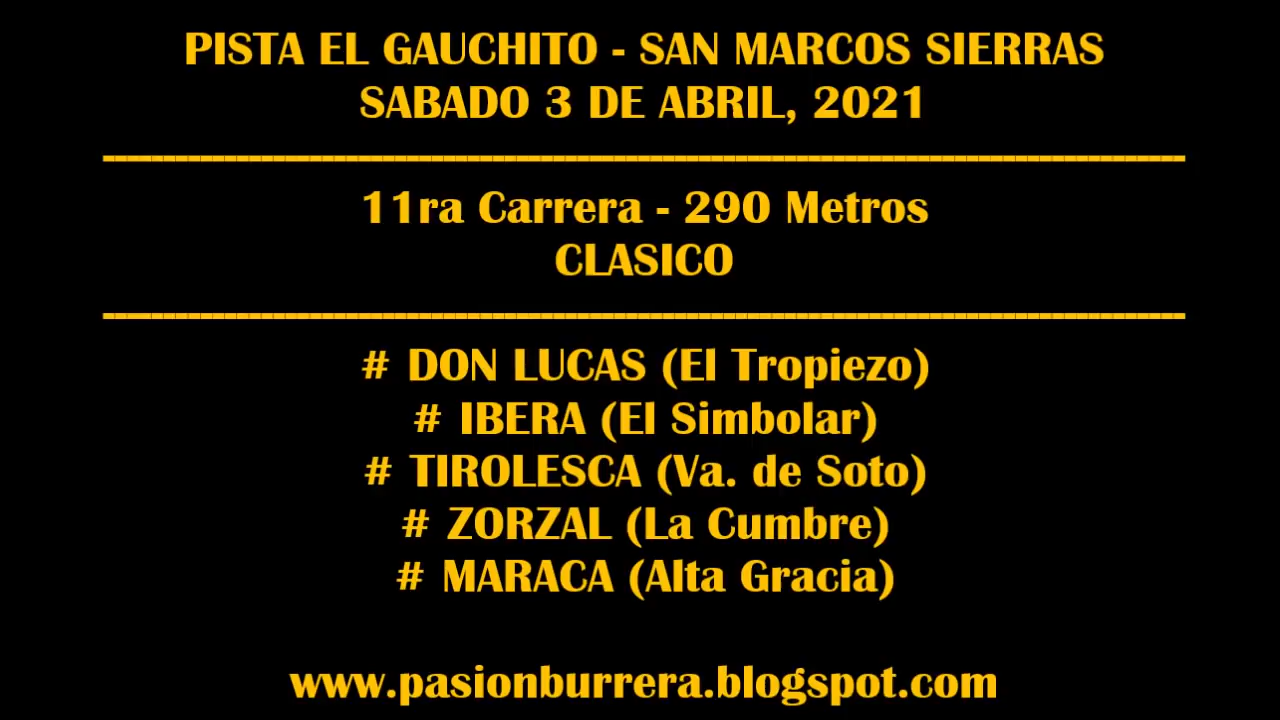 PISTA EL GAUCHITO - SAN MARCOS SIERRAS
SABADO 3 DE ABRIL, 2021
11ra Carrera - 290 Metros
CLASICO
# DON LUCAS (El Tropiezo)
# IBERA (El Simbolar)
# TIROLESCA (Va. de Soto)
# ZORZAL (La Cumbre)
# MARACA (Alta Gracia)
www.pasionburrera.blogspot.com